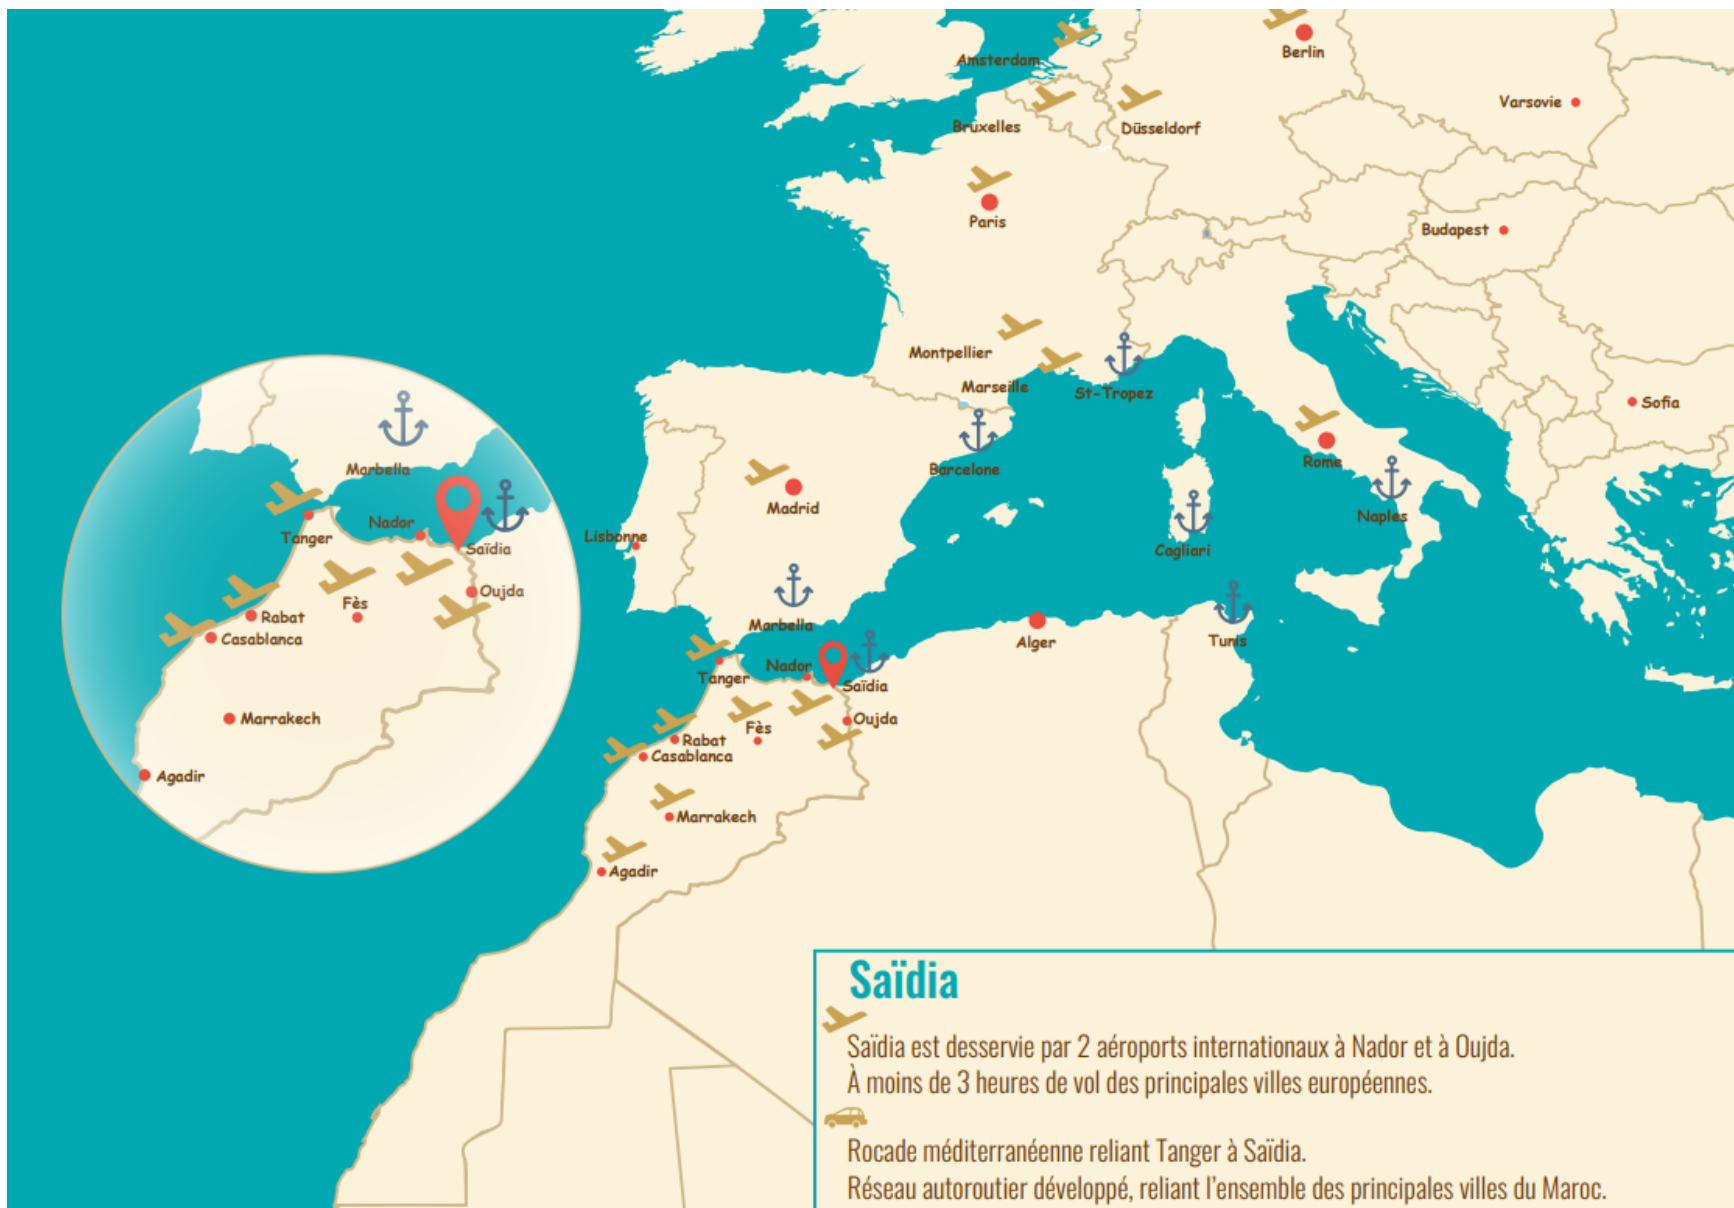 Amsterdam
Berlin
Varsovie
Bruxelles
Düsseldorf
Paris
Budapest
Montpellier
Marseille
St-Tropez
Sofia
Barcelone
Rome
Madrid
Naples
Lisbonne
Cagliari
Marbella
Alger
Tunis
Tanger
Nador
Saïdia
Oujda
Fès
Rabat
Casablanca
Marrakech
Agadir
Marbella
Nador
Tanger
Saïdia
Oujda
Fès
Rabat
Casablanca
Marrakech
Agadir
Saïdia
Saïdia est desservie par 2 aéroports internationaux à Nador et à Oujda.
À moins de 3 heures de vol des principales villes européennes.
Rocade méditerranéenne reliant Tanger à Saïdia.
Réseau autoroutier développé, reliant l'ensemble des principales villes du Maroc.